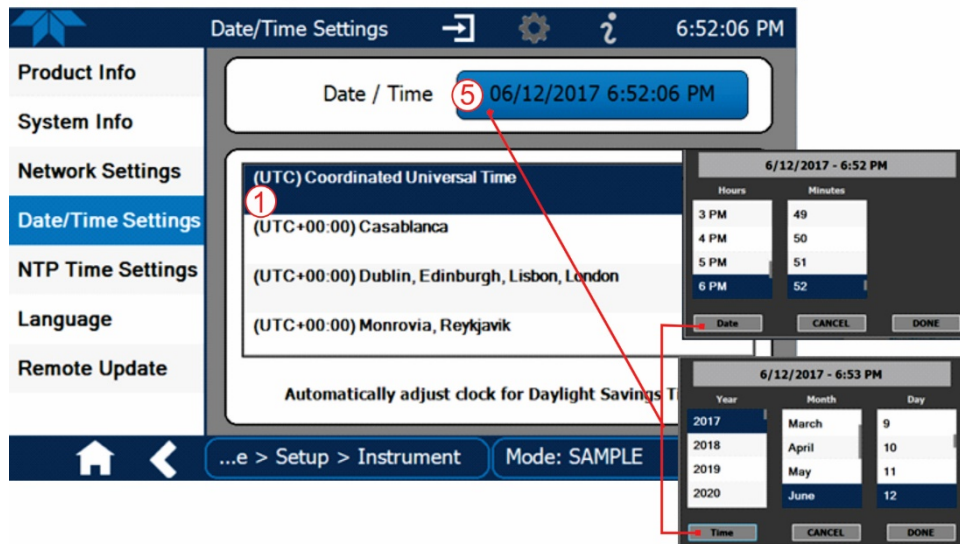 Date/Time Settings 6:52:06 PM
Product Info
System Info
Network Settings
Date/Time Settings
NTP Time Settings
Language
Remote Update
Date / Time 5 06/12/2017 6:52:06 PM
(UTC) Coordinated Universal Time
1
(UTC+00:00) Casablanca
(UTC+00:00) Dublin, Edinburgh, Lisbon, London
(UTC+00:00) Monrovia, Reykjavik
Automatically adjust clock for Daylight Savings T
...e > Setup > Instrument Mode: SAMPLE
6/12/2017 - 6:52 PM
Hours Minutes
3 PM 49
4 PM 50
5 PM 51
6 PM 52
Date CANCEL DONE
6/12/2017 - 6:53 PM
Year Month Day
2017 March 9
2018 April 10
2019 May 11
2020 June 12
Time CANCEL DONE